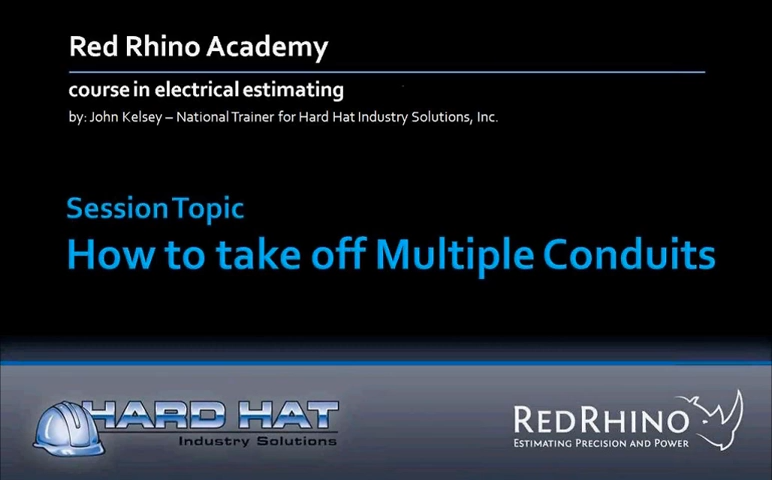 Red Rhino Academy
course in electrical estimating
by: John Kelsey – National Trainer for Hard Hat Industry Solutions, Inc.
Session Topic
How to take off Multiple Conduits
HARD HAT
Industry Solutions
REDRHINO
ESTIMATING PRECISION AND POWER